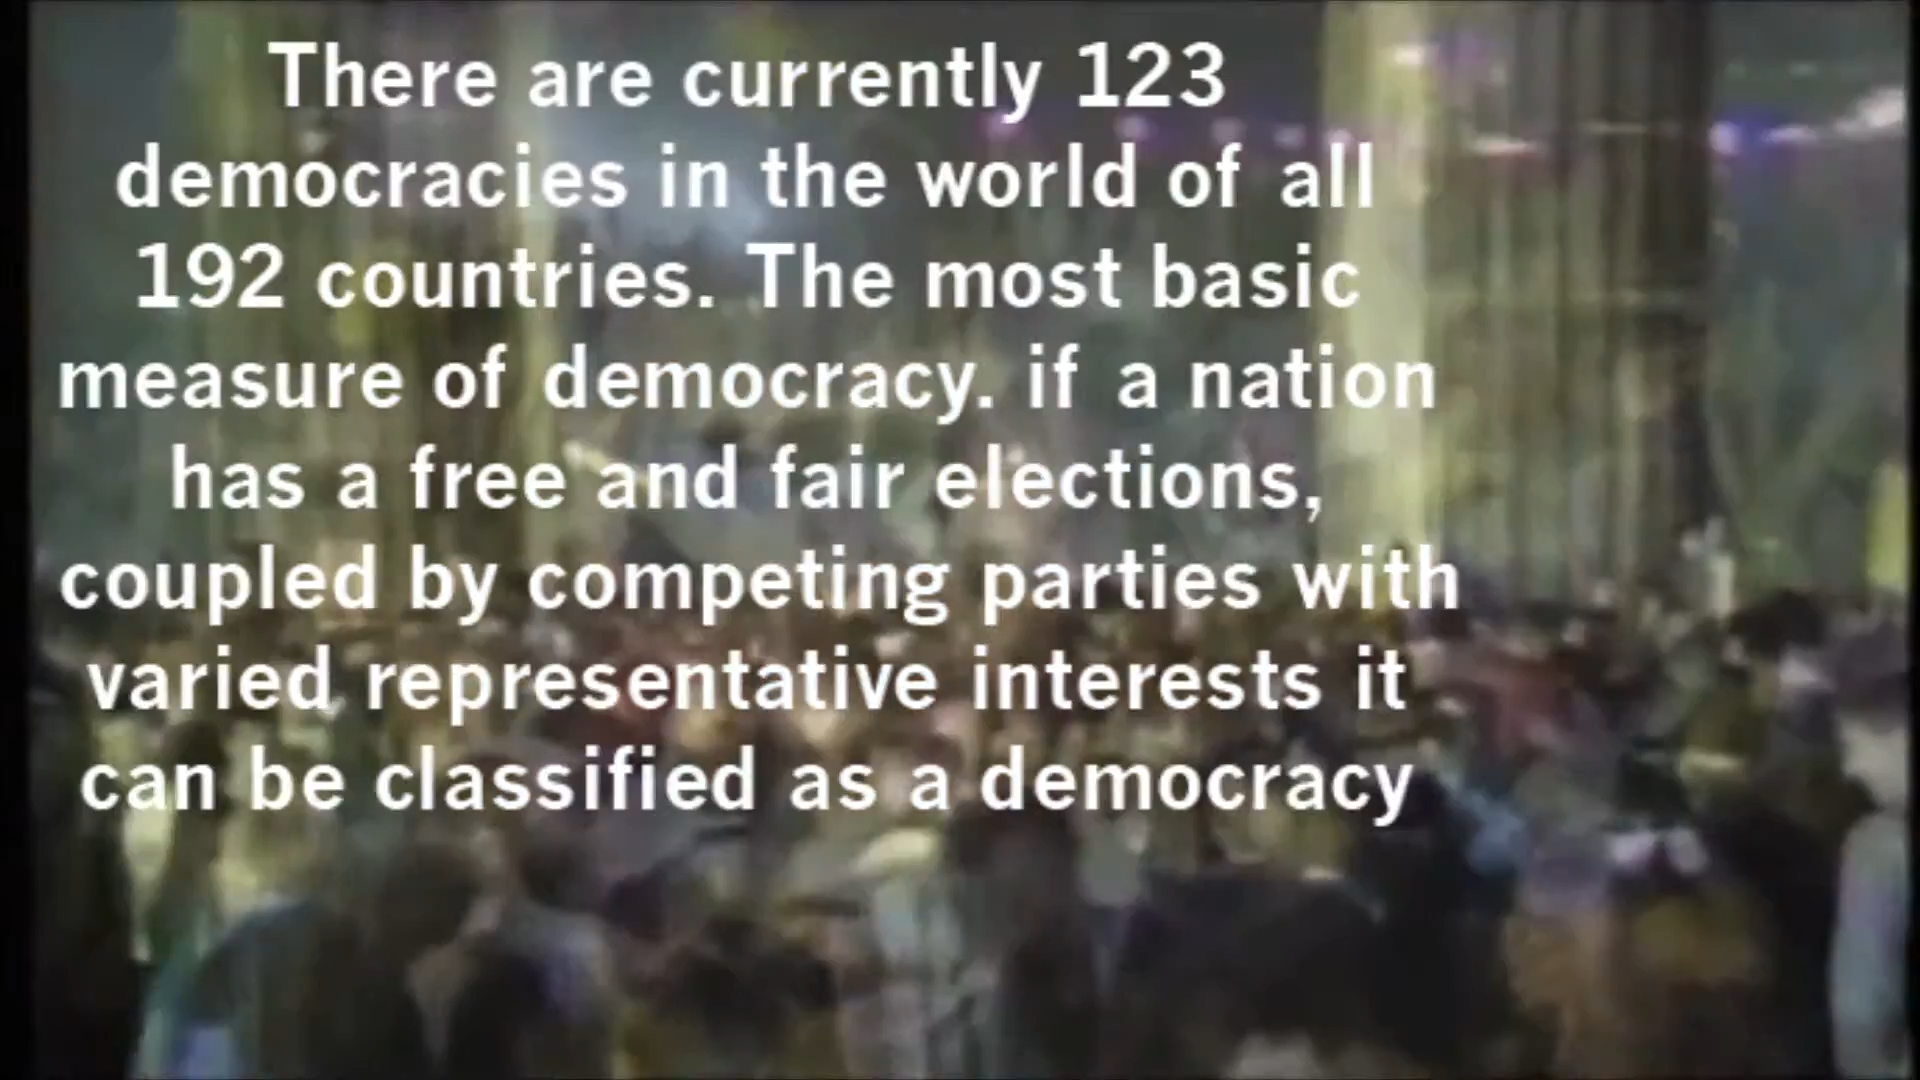 There are currently 123
democracies in the world of all
192 countries. The most basic
measure of democracy. if a nation
has a free and fair elections,
coupled by competing parties with
varied representative interests it
can be classified as a democracy